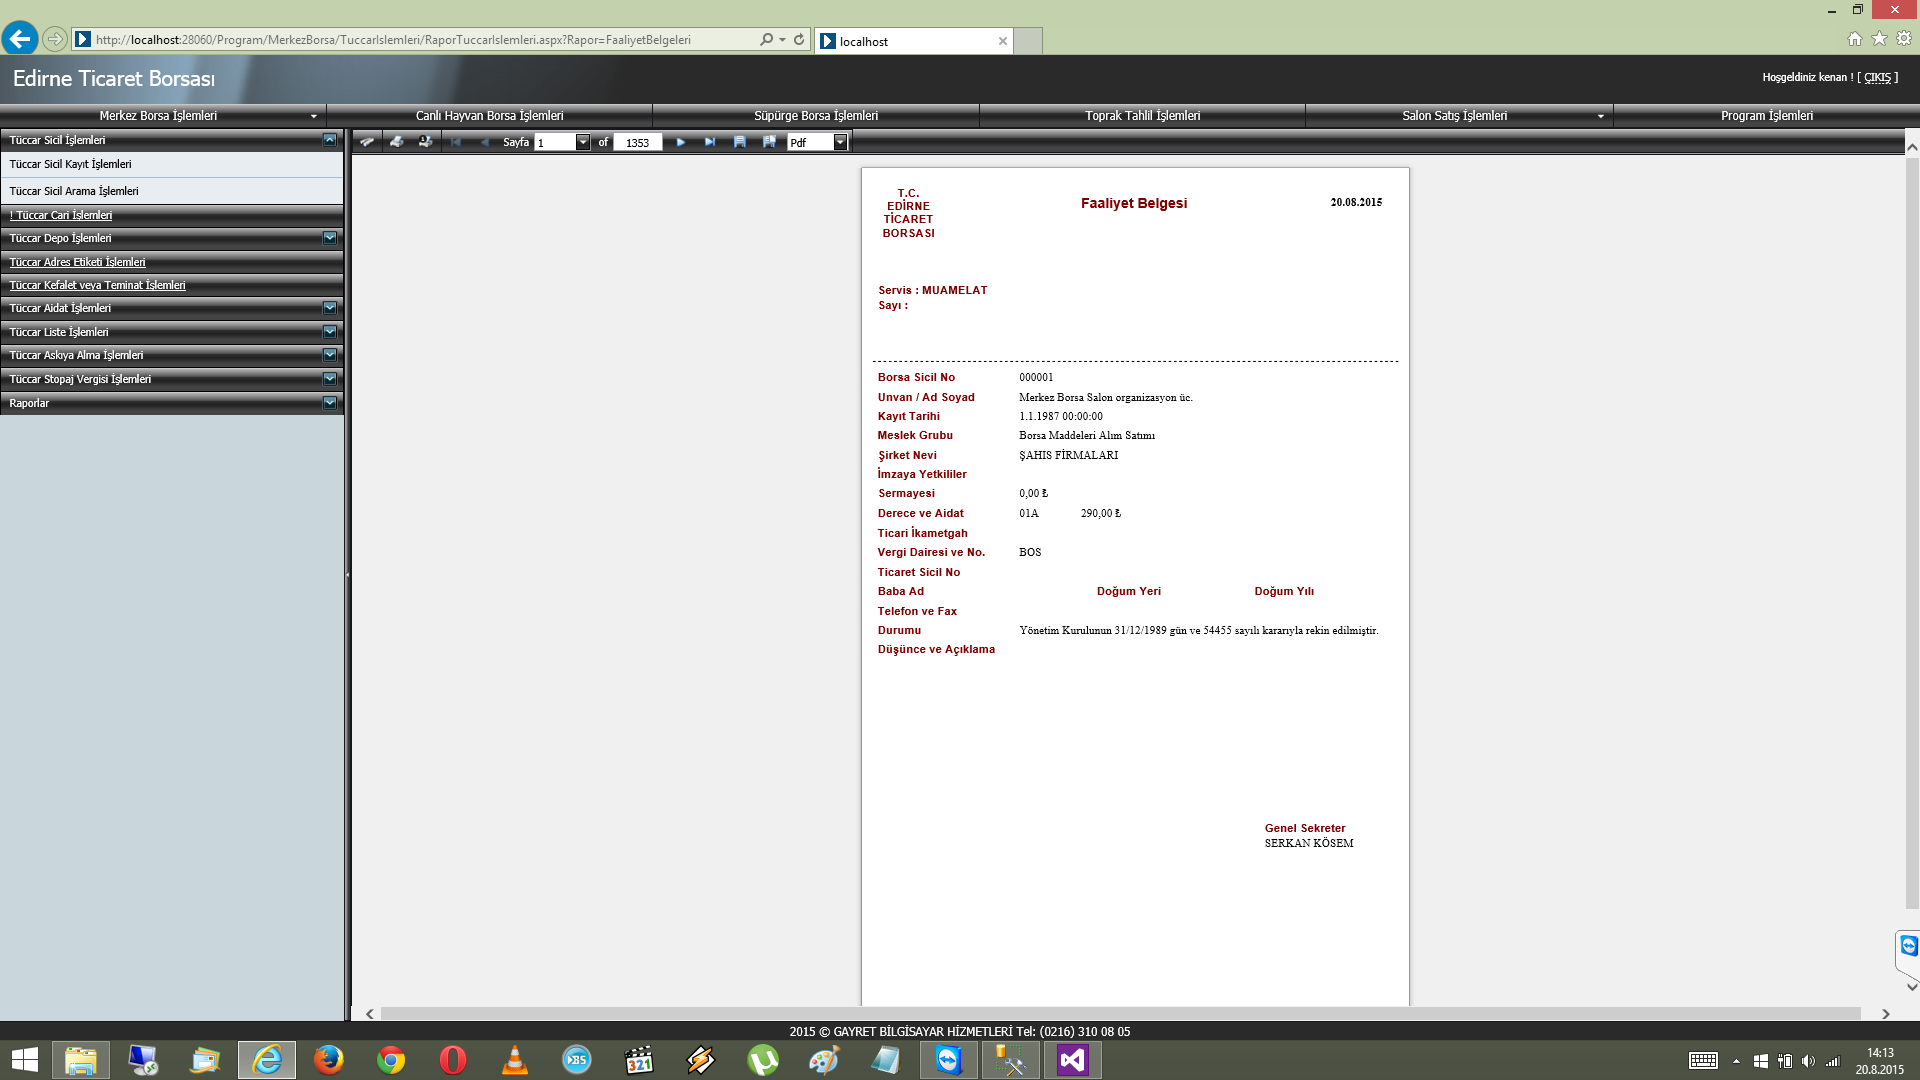 http://localhost:28060/Program/MerkezBorsa/TuccarIslemleri/RaporTuccarIslemleri.aspx?Rapor=FaaliyetBelgeleri
localhost
Edirne Ticaret Borsası
Hoşgeldiniz kenan ! [ ÇIKIŞ ]
Merkez Borsa İşlemleri
Canlı Hayvan Borsa İşlemleri
Süpürge Borsa İşlemleri
Toprak Tahlil İşlemleri
Salon Satış İşlemleri
Program İşlemleri
Tüccar Sicil İşlemleri
Tüccar Sicil Kayıt İşlemleri
Tüccar Sicil Arama İşlemleri
! Tüccar Cari İşlemleri
Tüccar Depo İşlemleri
Tüccar Adres Etiketi İşlemleri
Tüccar Kefalet veya Teminat İşlemleri
Tüccar Aidat İşlemleri
Tüccar Liste İşlemleri
Tüccar Askıya Alma İşlemleri
Tüccar Stopaj Vergisi İşlemleri
Raporlar
Sayfa 1 of 1353 Pdf
T.C.
EDİRNE
TİCARET
BORSASI
Faaliyet Belgesi
20.08.2015
Servis : MUAMELAT
Sayı :
Borsa Sicil No 000001
Unvan / Ad Soyad Merkez Borsa Salon organizasyon üc.
Kayıt Tarihi 1.1.1987 00:00:00
Meslek Grubu Borsa Maddeleri Alım Satımı
Şirket Nevi ŞAHIS FİRMALARI
İmzaya Yetkililer
Sermayesi 0,00 ₺
Derece ve Aidat 01A 290,00 ₺
Ticari İkametgah
Vergi Dairesi ve No. BOS
Ticaret Sicil No
Baba Ad Doğum Yeri Doğum Yılı
Telefon ve Fax
Durumu Yönetim Kurulunun 31/12/1989 gün ve 54455 sayılı kararıyla rekin edilmiştir.
Düşünce ve Açıklama
Genel Sekreter
SERKAN KÖSEM
2015 © GAYRET BİLGİSAYAR HİZMETLERİ Tel: (0216) 310 08 05
BS
321
14:13
20.8.2015